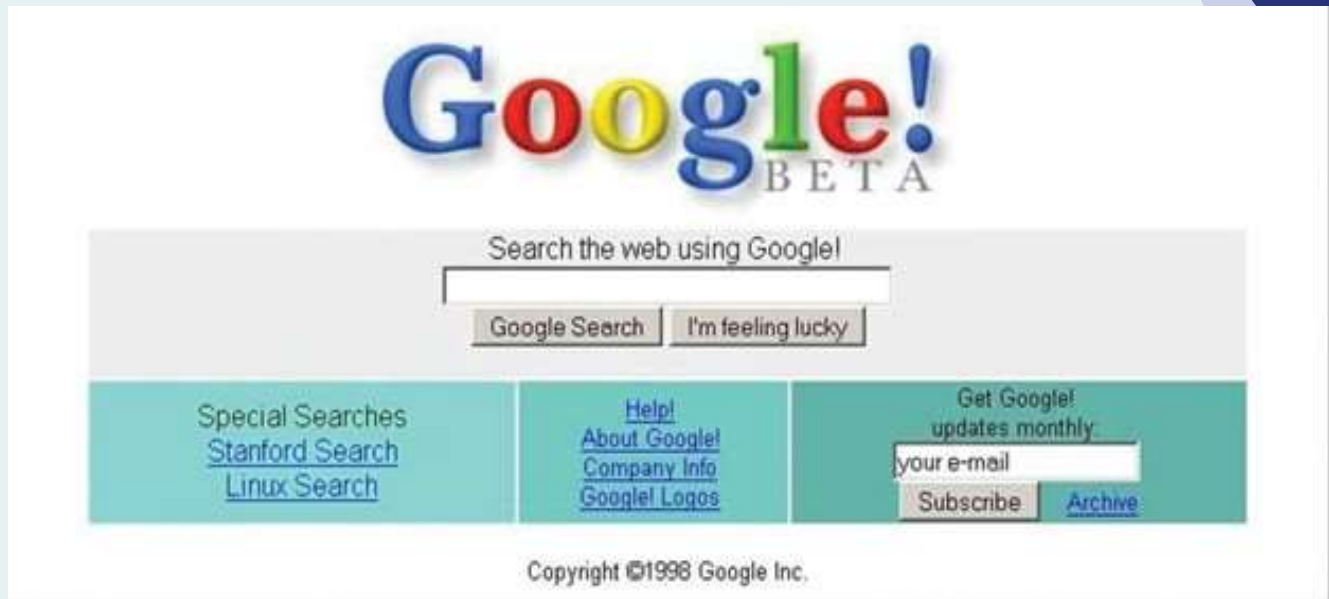 Google!
BETA
Search the web using Google!
Google Search I'm feeling lucky
Special Searches
Stanford Search
Linux Search
Help!
About Google!
Company Info
Google! Logos
Get Google!
updates monthly:
your e-mail
Subscribe Archive
Copyright ©1998 Google Inc.